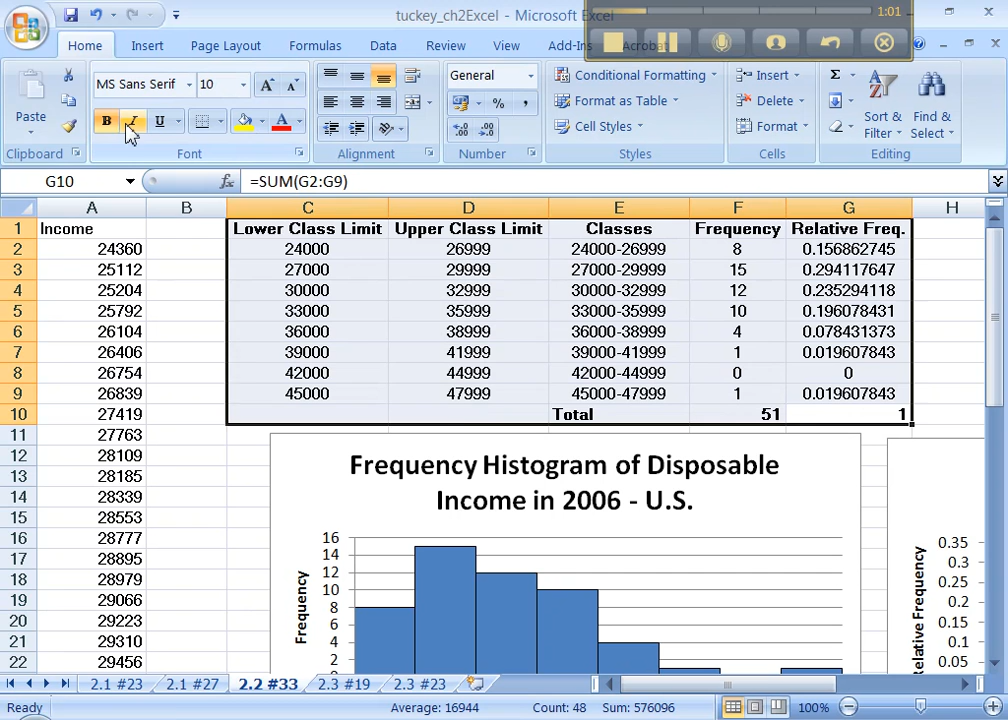 tuckey_ch2Excel - Microsoft Excel
1:01
Home Insert Page Layout Formulas Data Review View Add-Ins Acrobat
MS Sans Serif 10 A A General Conditional Formatting Insert Σ
Paste B I U A $ % , Format as Table Delete Sort & Filter Find & Select
.0 .00 .00 .0 Cell Styles Format
Clipboard Font Alignment Number Styles Cells Editing
G10 fx =SUM(G2:G9)
A B C D E F G H
1 Income Lower Class Limit Upper Class Limit Classes Frequency Relative Freq.
2 24360 24000 26999 24000-26999 8 0.156862745
3 25112 27000 29999 27000-29999 15 0.294117647
4 25204 30000 32999 30000-32999 12 0.235294118
5 25792 33000 35999 33000-35999 10 0.196078431
6 26104 36000 38999 36000-38999 4 0.078431373
7 26406 39000 41999 39000-41999 1 0.019607843
8 26754 42000 44999 42000-44999 0 0
9 26839 45000 47999 45000-47999 1 0.019607843
10 27419 Total 51 1
11 27763
12 28109
13 28185
14 28339
15 28553
16 28777
17 28895
18 28979
19 29066
20 29223
21 29310
22 29456
Frequency Histogram of Disposable
Income in 2006 - U.S.
Frequency
16
14
12
10
8
6
4
2
Relative Frequency
0.35
0.3
0.25
0.2
0.15
0.1
0.05
2.1 #23 2.1 #27 2.2 #33 2.3 #19 2.3 #23
Ready Average: 16944 Count: 48 Sum: 576096 100%